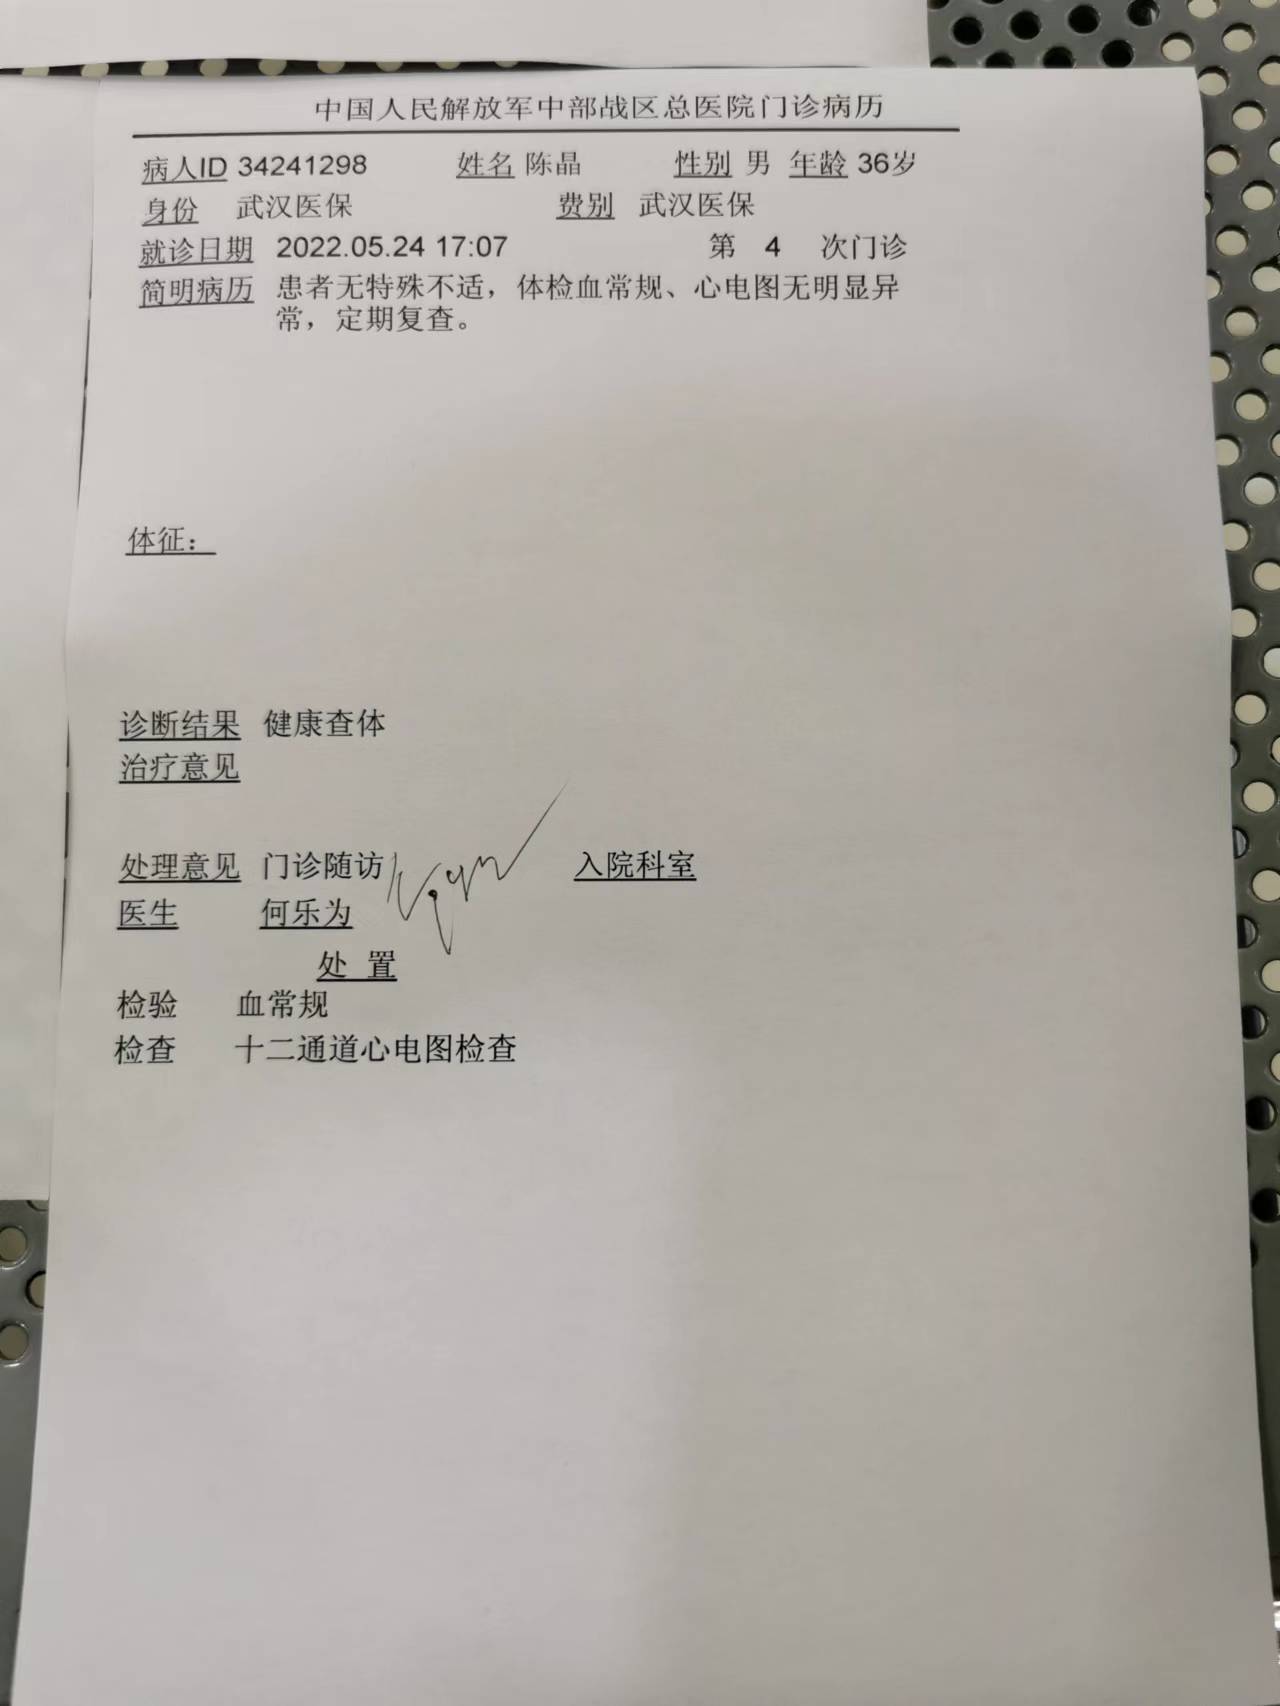 中国人民解放军中部战区总医院门诊病历
病人ID 34241298 姓名 陈晶 性别 男 年龄 36岁
身份 武汉医保 费别 武汉医保
就诊日期 2022.05.24 17:07 第 4 次门诊
简明病历 患者无特殊不适，体检血常规、心电图无明显异
常，定期复查。
体征：
诊断结果 健康查体
治疗意见
处理意见 门诊随访 入院科室
医生 何乐为
处 置
检验 血常规
检查 十二通道心电图检查